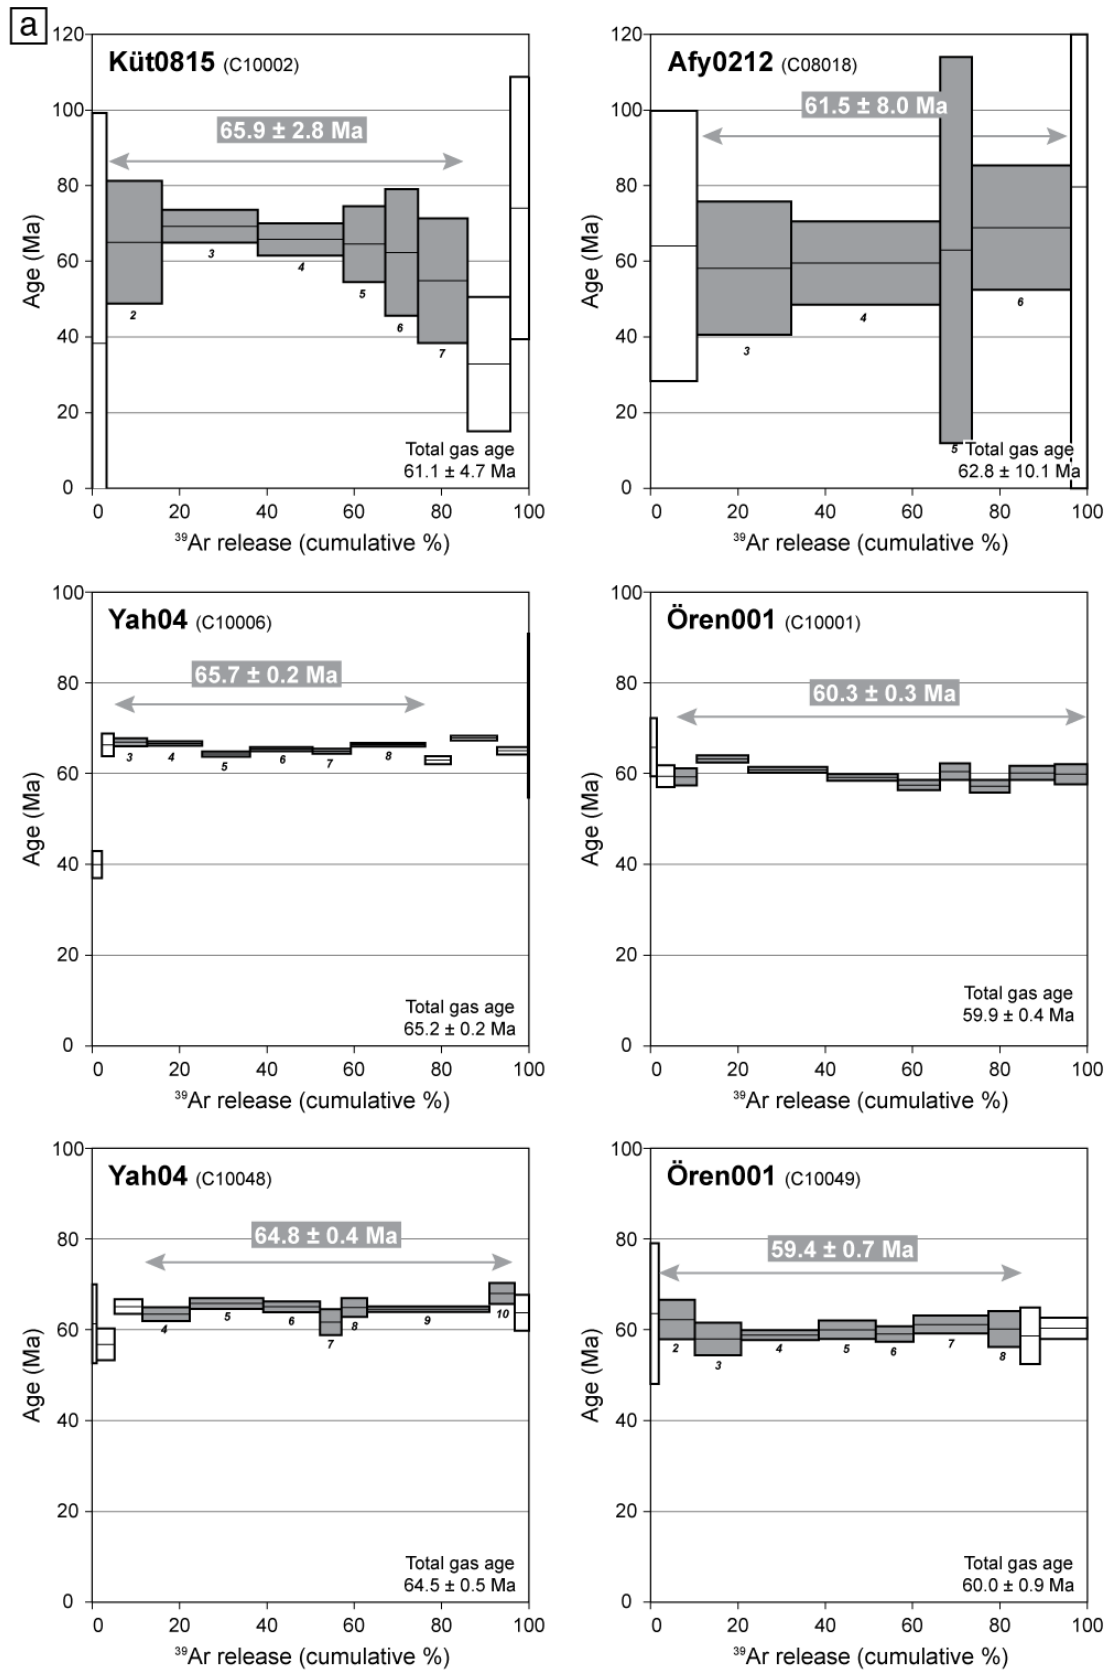 a
Küt0815 (C10002)
65.9 ± 2.8 Ma
120
100
80
60
40
20
0
Age (Ma)
2
3
4
5
6
7
Total gas age
61.1 ± 4.7 Ma
0 20 40 60 80 100
³⁹Ar release (cumulative %)
Afy0212 (C08018)
61.5 ± 8.0 Ma
120
100
80
60
40
20
0
Age (Ma)
3
4
5
6
Total gas age
62.8 ± 10.1 Ma
0 20 40 60 80 100
³⁹Ar release (cumulative %)
Yah04 (C10006)
65.7 ± 0.2 Ma
100
80
60
40
20
0
Age (Ma)
3
4
5
6
7
8
Total gas age
65.2 ± 0.2 Ma
0 20 40 60 80 100
³⁹Ar release (cumulative %)
Ören001 (C10001)
60.3 ± 0.3 Ma
100
80
60
40
20
0
Age (Ma)
Total gas age
59.9 ± 0.4 Ma
0 20 40 60 80 100
³⁹Ar release (cumulative %)
Yah04 (C10048)
64.8 ± 0.4 Ma
100
80
60
40
20
0
Age (Ma)
4
5
6
7
8
9
10
Total gas age
64.5 ± 0.5 Ma
0 20 40 60 80 100
³⁹Ar release (cumulative %)
Ören001 (C10049)
59.4 ± 0.7 Ma
100
80
60
40
20
0
Age (Ma)
2
3
4
5
6
7
8
Total gas age
60.0 ± 0.9 Ma
0 20 40 60 80 100
³⁹Ar release (cumulative %)